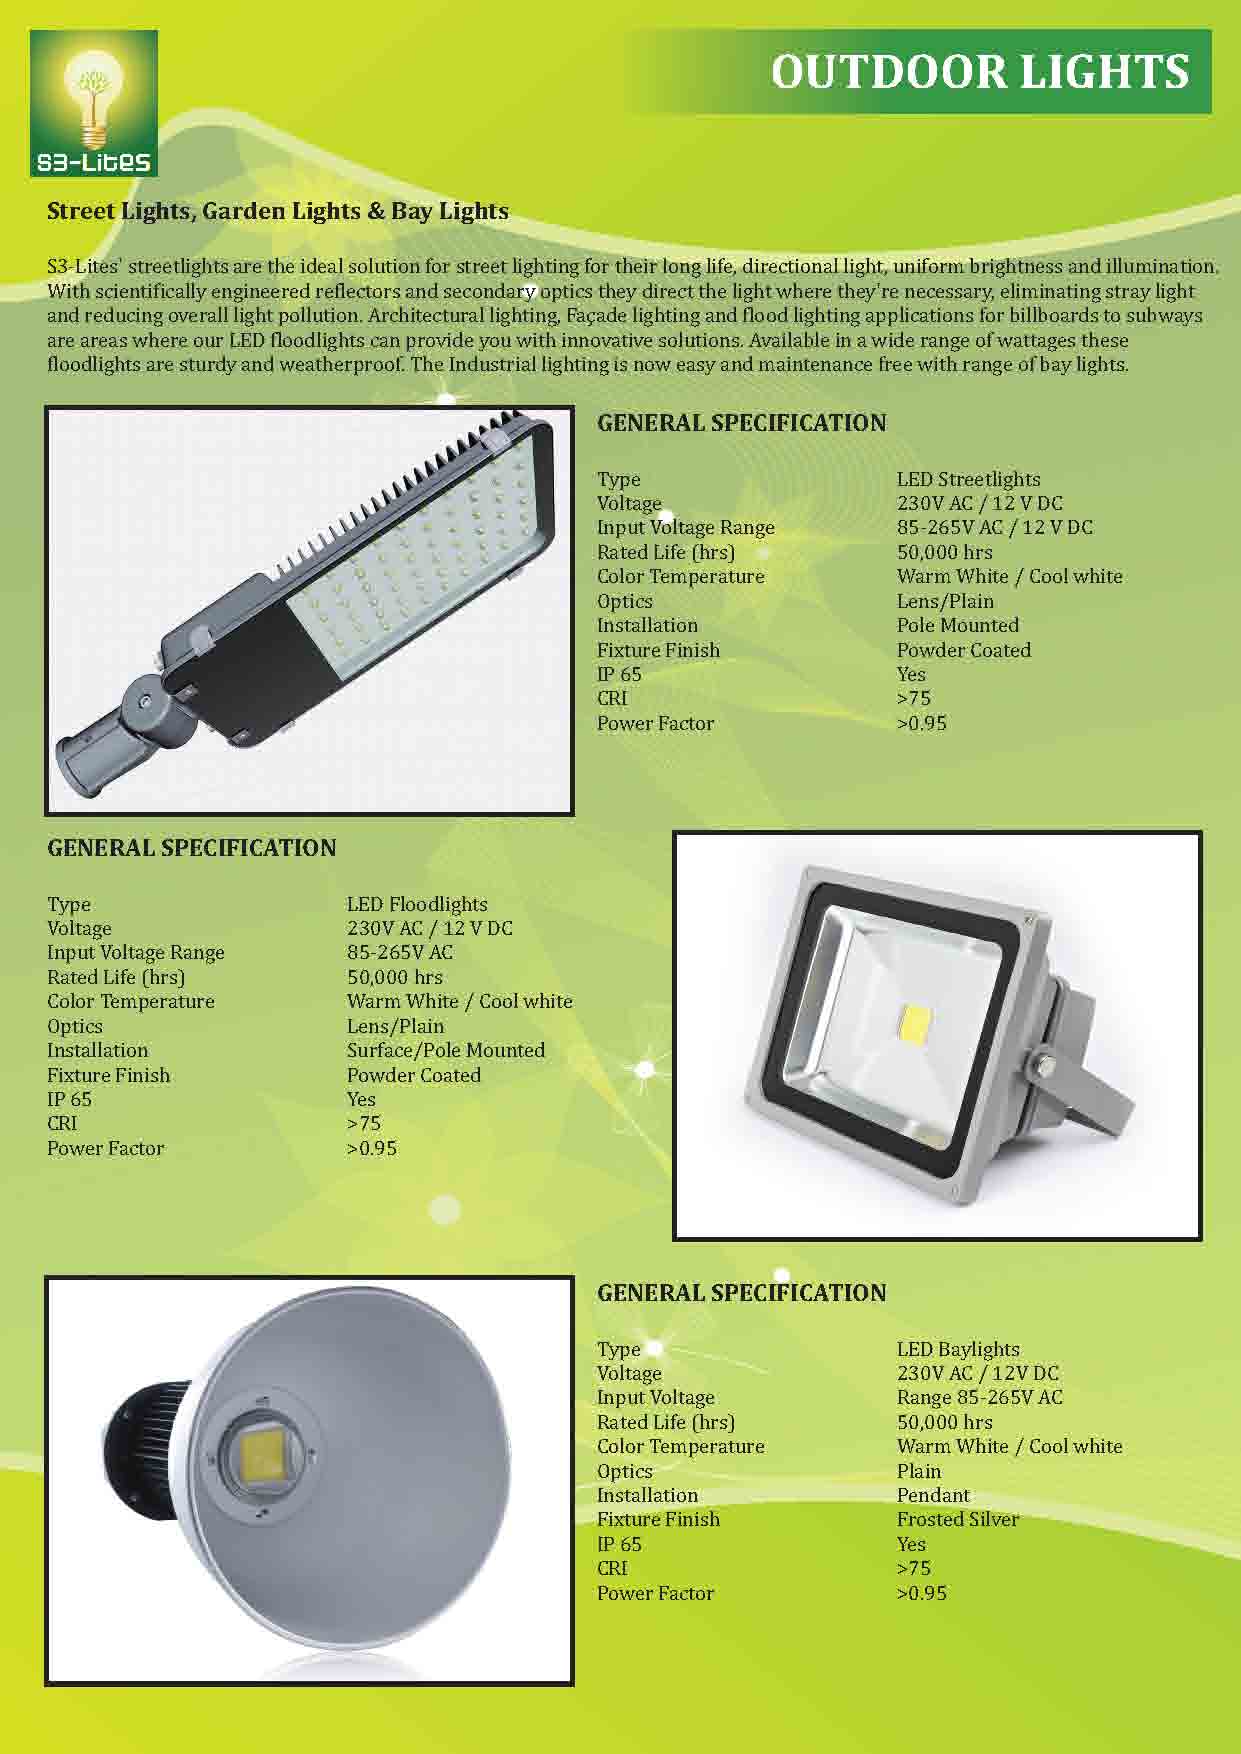 S3-Lites
OUTDOOR LIGHTS
Street Lights, Garden Lights & Bay Lights
S3-Lites' streetlights are the ideal solution for street lighting for their long life, directional light, uniform brightness and illumination.
With scientifically engineered reflectors and secondary optics they direct the light where they're necessary, eliminating stray light
and reducing overall light pollution. Architectural lighting, Façade lighting and flood lighting applications for billboards to subways
are areas where our LED floodlights can provide you with innovative solutions. Available in a wide range of wattages these
floodlights are sturdy and weatherproof. The Industrial lighting is now easy and maintenance free with range of bay lights.
GENERAL SPECIFICATION
Type LED Streetlights
Voltage 230V AC / 12 V DC
Input Voltage Range 85-265V AC / 12 V DC
Rated Life (hrs) 50,000 hrs
Color Temperature Warm White / Cool white
Optics Lens/Plain
Installation Pole Mounted
Fixture Finish Powder Coated
IP 65 Yes
CRI >75
Power Factor >0.95
GENERAL SPECIFICATION
Type LED Floodlights
Voltage 230V AC / 12 V DC
Input Voltage Range 85-265V AC
Rated Life (hrs) 50,000 hrs
Color Temperature Warm White / Cool white
Optics Lens/Plain
Installation Surface/Pole Mounted
Fixture Finish Powder Coated
IP 65 Yes
CRI >75
Power Factor >0.95
GENERAL SPECIFICATION
Type LED Baylights
Voltage 230V AC / 12V DC
Input Voltage Range 85-265V AC
Rated Life (hrs) 50,000 hrs
Color Temperature Warm White / Cool white
Optics Plain
Installation Pendant
Fixture Finish Frosted Silver
IP 65 Yes
CRI >75
Power Factor >0.95